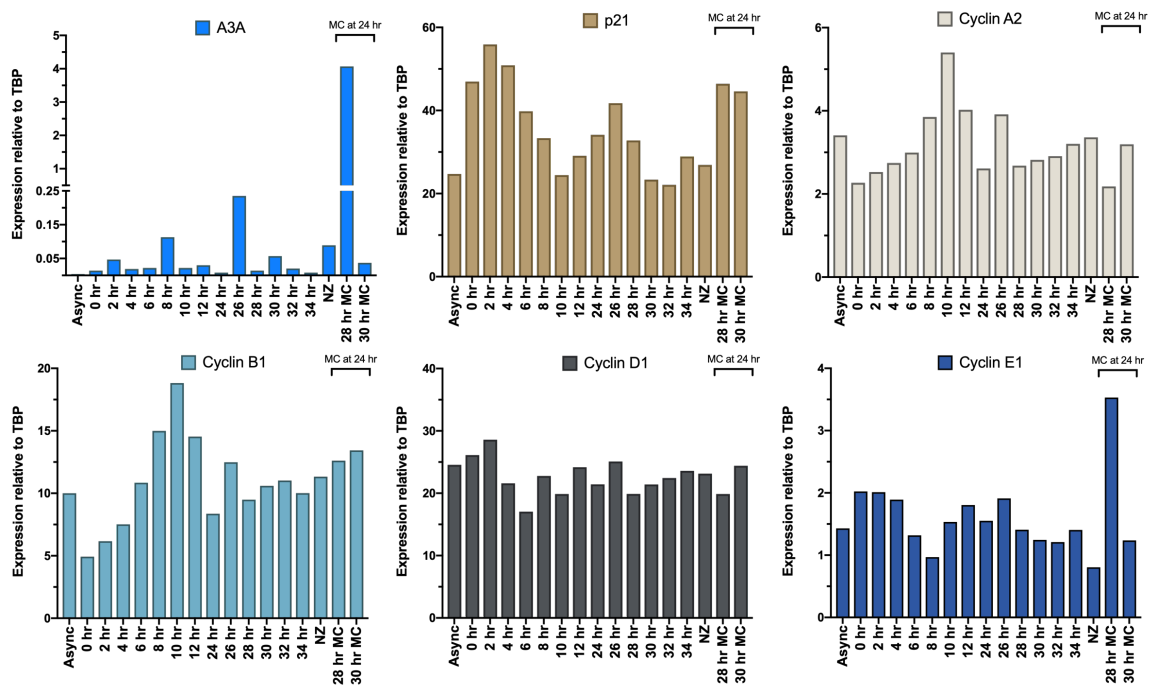 A3A
MC at 24 hr
Expression relative to TBP
5
4
3
2
1
0.25
0.15
0.05
Async
0 hr
2 hr
4 hr
6 hr
8 hr
10 hr
12 hr
24 hr
26 hr
28 hr
30 hr
32 hr
34 hr
NZ
28 hr MC
30 hr MC
p21
MC at 24 hr
Expression relative to TBP
60
40
20
0
Async
0 hr
2 hr
4 hr
6 hr
8 hr
10 hr
12 hr
24 hr
26 hr
28 hr
30 hr
32 hr
34 hr
NZ
28 hr MC
30 hr MC
Cyclin A2
MC at 24 hr
Expression relative to TBP
6
4
2
0
Async
0 hr
2 hr
4 hr
6 hr
8 hr
10 hr
12 hr
24 hr
26 hr
28 hr
30 hr
32 hr
34 hr
NZ
28 hr MC
30 hr MC
Cyclin B1
MC at 24 hr
Expression relative to TBP
20
15
10
5
0
Async
0 hr
2 hr
4 hr
6 hr
8 hr
10 hr
12 hr
24 hr
26 hr
28 hr
30 hr
32 hr
34 hr
NZ
28 hr MC
30 hr MC
Cyclin D1
MC at 24 hr
Expression relative to TBP
40
30
20
10
0
Async
0 hr
2 hr
4 hr
6 hr
8 hr
10 hr
12 hr
24 hr
26 hr
28 hr
30 hr
32 hr
34 hr
NZ
28 hr MC
30 hr MC
Cyclin E1
MC at 24 hr
Expression relative to TBP
4
3
2
1
0
Async
0 hr
2 hr
4 hr
6 hr
8 hr
10 hr
12 hr
24 hr
26 hr
28 hr
30 hr
32 hr
34 hr
NZ
28 hr MC
30 hr MC